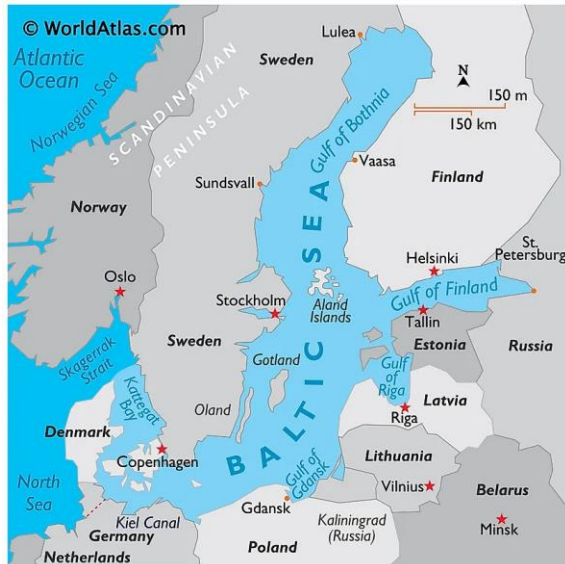 © WorldAtlas.com
Atlantic
Ocean
Norwegian Sea
SCANDINAVIAN
PENINSULA
Sweden
Lulea
N
150 m
150 km
Gulf of Bothnia
Vaasa
Finland
Sundsvall
Norway
Oslo
Stockholm
Aland
Islands
Helsinki
St.
Petersburg
Gulf of Finland
Tallin
Estonia
Russia
Skagerrak
Strait
Sweden
Gotland
Oland
BALTIC SEA
Gulf
of
Riga
Riga
Latvia
Kattegat
Bay
Denmark
Copenhagen
North
Sea
Kiel Canal
Germany
Netherlands
Gdansk
Gulf of
Gdansk
Poland
Kaliningrad
(Russia)
Lithuania
Vilnius
Belarus
Minsk